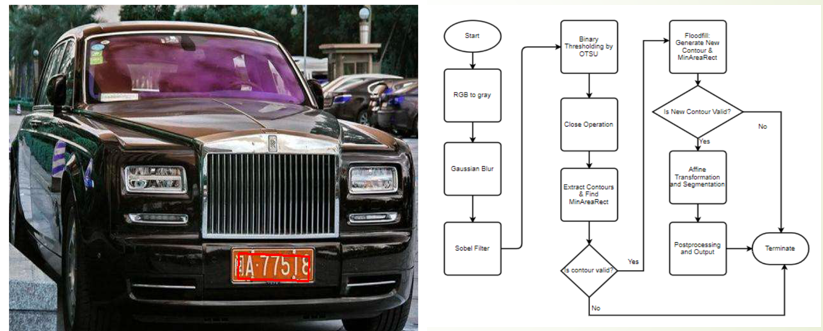 A·77518
Start
RGB to gray
Gaussian Blur
Sobel Filter
Binary
Thresholding by
OTSU
Close Operation
Extract Contours
& Find
MinAreaRect
Is contour valid?
Yes
No
Floodfill:
Generate New
Contour &
MinAreaRect
Is New Contour Valid?
No
Yes
Affine
Transformation
and Segmentation
Postprocessing
and Output
Terminate